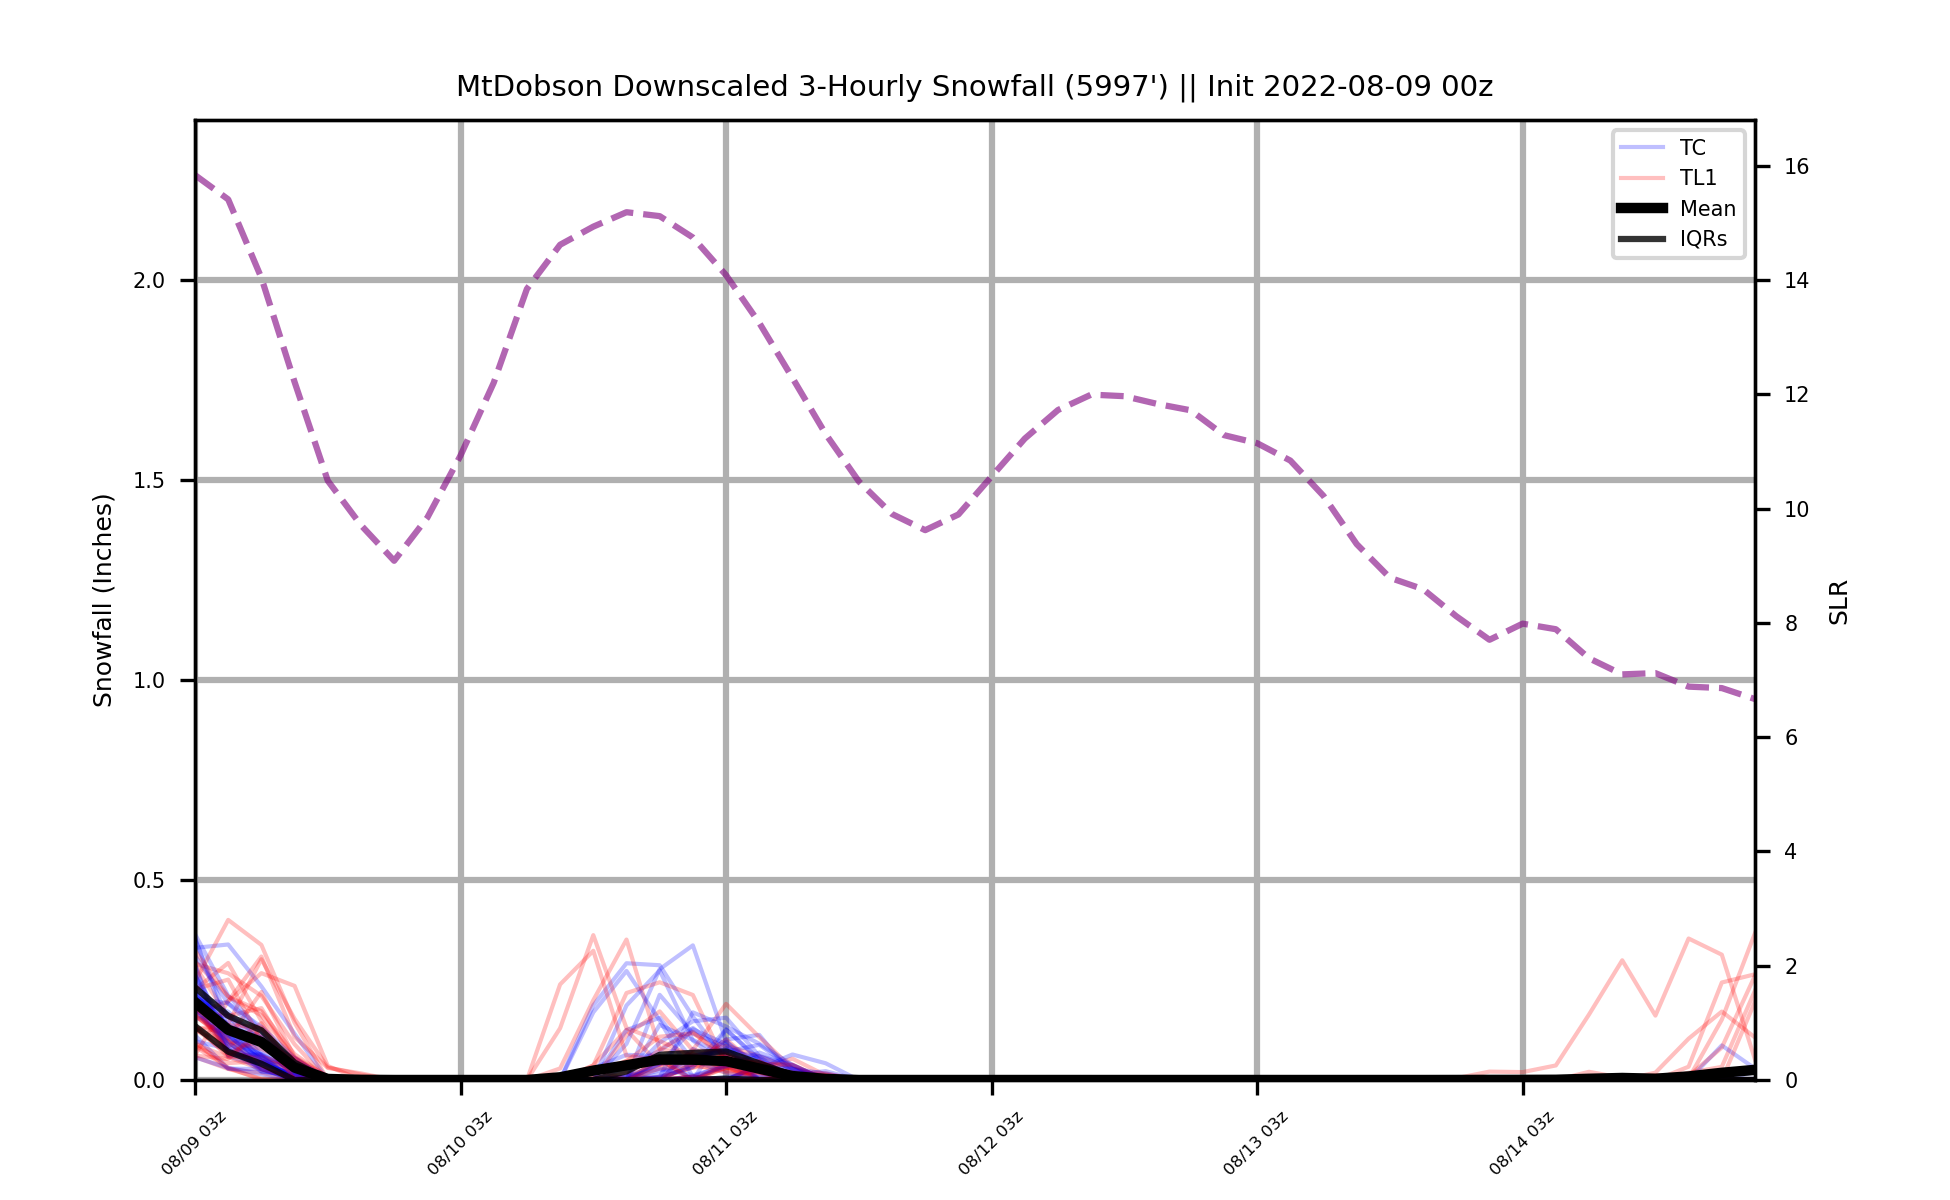 MtDobson Downscaled 3-Hourly Snowfall (5997') || Init 2022-08-09 00z
TC
TL1
Mean
IQRs
Snowfall (Inches)
2.0
1.5
1.0
0.5
0.0
16
14
12
10
8
6
4
2
0
SLR
08/09 03z
08/10 03z
08/11 03z
08/12 03z
08/13 03z
08/14 03z